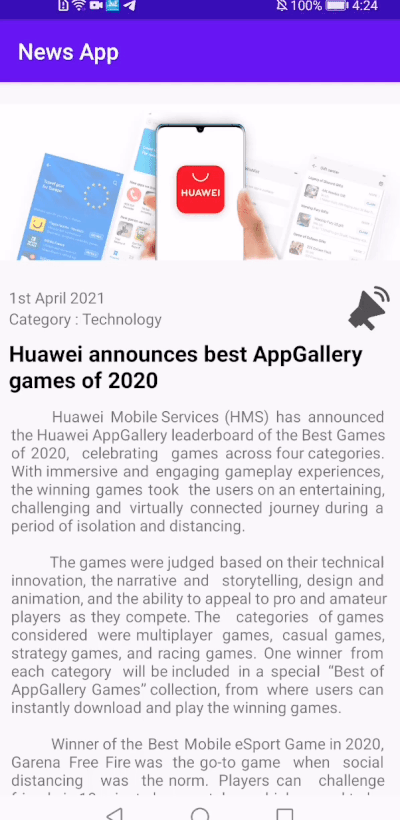 100% 4:24
News App
HUAWEI
1st April 2021
Category : Technology
Huawei announces best AppGallery
games of 2020
Huawei Mobile Services (HMS) has announced
the Huawei AppGallery leaderboard of the Best Games
of 2020, celebrating games across four categories.
With immersive and engaging gameplay experiences,
the winning games took the users on an entertaining,
challenging and virtually connected journey during a
period of isolation and distancing.
The games were judged based on their technical
innovation, the narrative and storytelling, design and
animation, and the ability to appeal to pro and amateur
players as they compete. The categories of games
considered were multiplayer games, casual games,
strategy games, and racing games. One winner from
each category will be included in a special “Best of
AppGallery Games” collection, from where users can
instantly download and play the winning games.
Winner of the Best Mobile eSport Game in 2020,
Garena Free Fire was the go-to game when social
distancing was the norm. Players can challenge